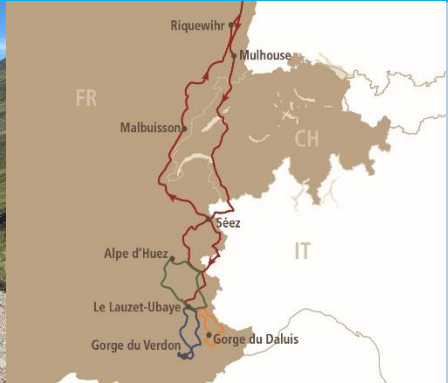 Riquewihr
Mulhouse
FR
Malbuisson
CH
Séez
Alpe d'Huez
IT
Le Lauzet-Ubaye
Gorge du Daluis
Gorge du Verdon